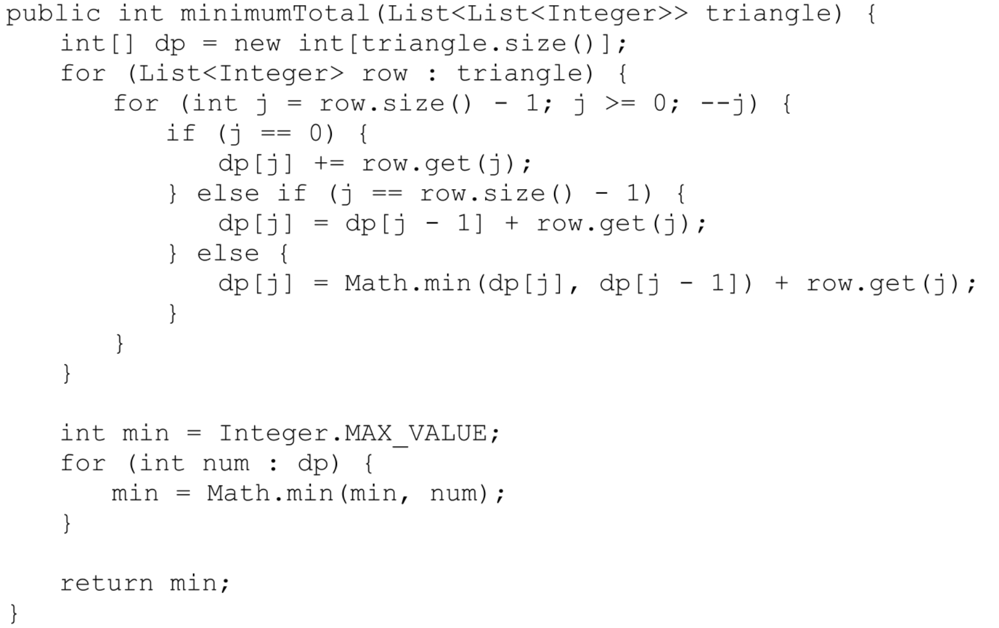 public int minimumTotal(List<List<Integer>> triangle) {
    int[] dp = new int[triangle.size()];
    for (List<Integer> row : triangle) {
        for (int j = row.size() - 1; j >= 0; --j) {
            if (j == 0) {
                dp[j] += row.get(j);
            } else if (j == row.size() - 1) {
                dp[j] = dp[j - 1] + row.get(j);
            } else {
                dp[j] = Math.min(dp[j], dp[j - 1]) + row.get(j);
            }
        }
    }

    int min = Integer.MAX_VALUE;
    for (int num : dp) {
        min = Math.min(min, num);
    }

    return min;
}